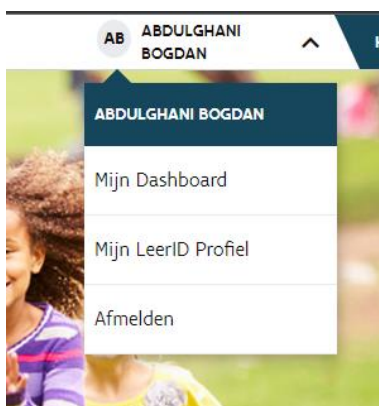 AB
ABDULGHANI
BOGDAN
ABDULGHANI BOGDAN
Mijn Dashboard
Mijn LeerID Profiel
Afmelden